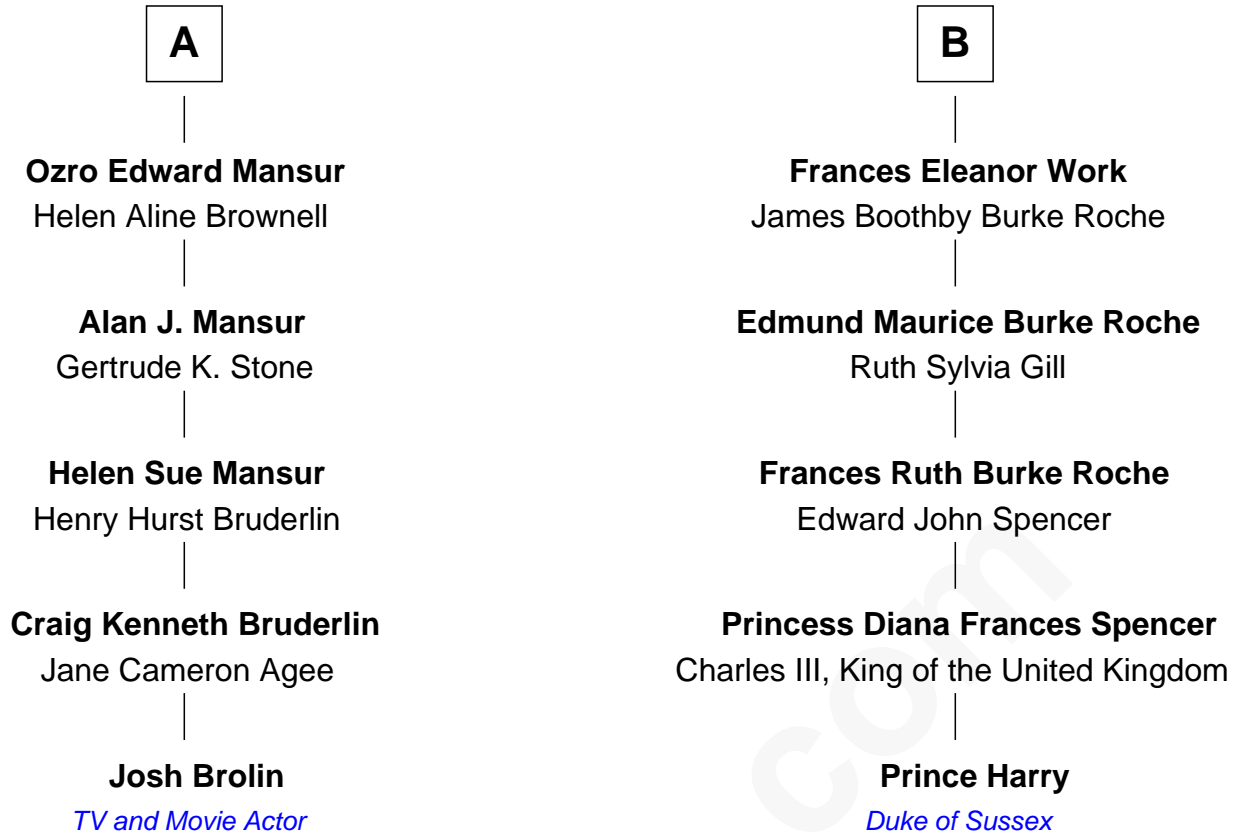 A
Ozro Edward Mansur
Helen Aline Brownell
Alan J. Mansur
Gertrude K. Stone
Helen Sue Mansur
Henry Hurst Bruderlin
Craig Kenneth Bruderlin
Jane Cameron Agee
Josh Brolin
TV and Movie Actor
B
Frances Eleanor Work
James Boothby Burke Roche
Edmund Maurice Burke Roche
Ruth Sylvia Gill
Frances Ruth Burke Roche
Edward John Spencer
Princess Diana Frances Spencer
Charles III, King of the United Kingdom
Prince Harry
Duke of Sussex
com